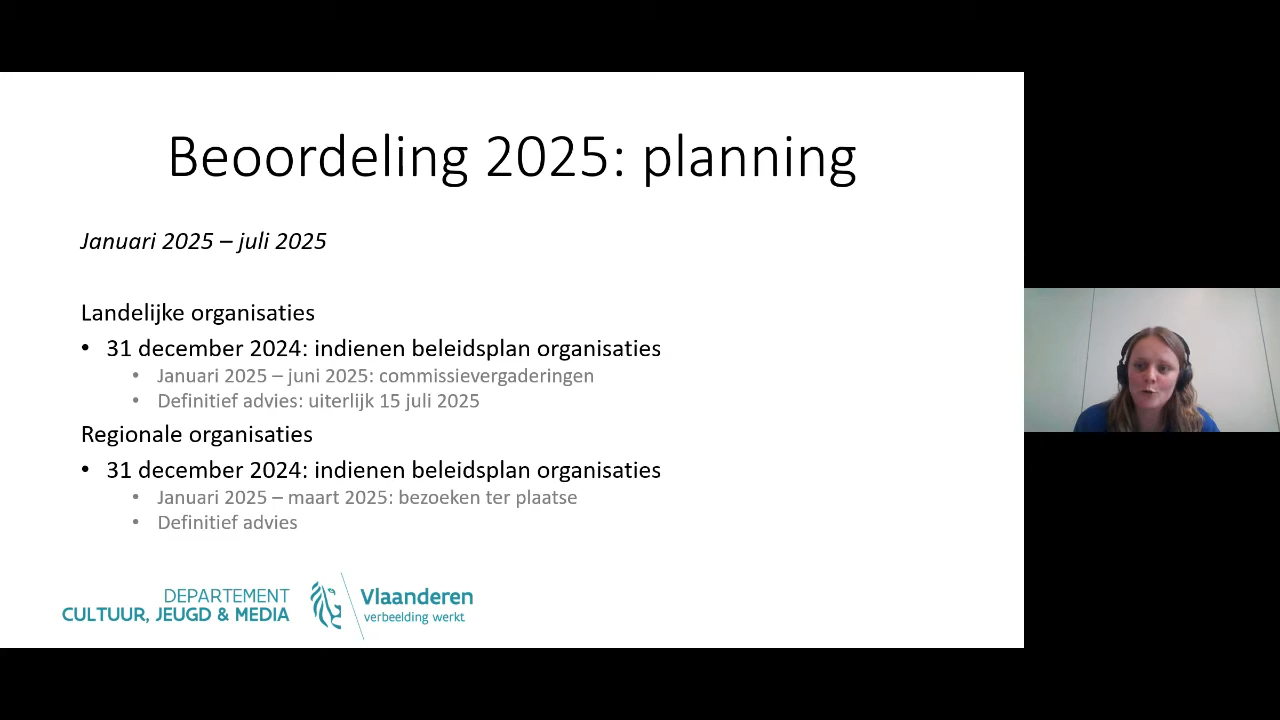 Beoordeling 2025: planning
Januari 2025 – juli 2025
Landelijke organisaties
• 31 december 2024: indienen beleidsplan organisaties
• Januari 2025 – juni 2025: commissievergaderingen
• Definitief advies: uiterlijk 15 juli 2025
Regionale organisaties
• 31 december 2024: indienen beleidsplan organisaties
• Januari 2025 – maart 2025: bezoeken ter plaatse
• Definitief advies
DEPARTEMENT
CULTUUR, JEUGD & MEDIA
Vlaanderen
verbeelding werkt